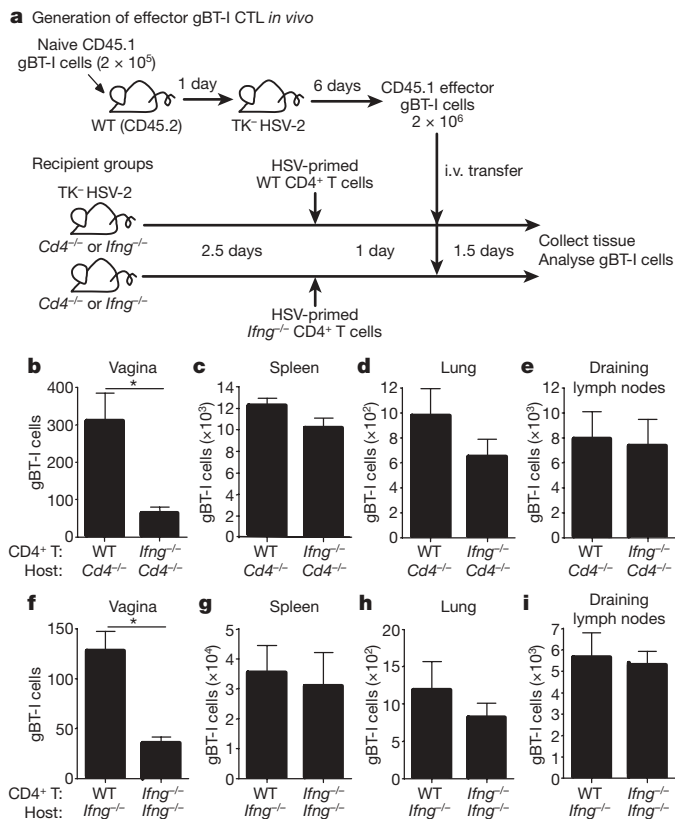 a Generation of effector gBT-I CTL in vivo
Naive CD45.1
gBT-I cells (2 × 10⁵)
1 day
6 days
CD45.1 effector
gBT-I cells
2 × 10⁶
WT (CD45.2)
TK⁻ HSV-2
Recipient groups
HSV-primed
WT CD4⁺ T cells
i.v. transfer
TK⁻ HSV-2
Cd4⁻/⁻ or Ifng⁻/⁻
2.5 days
1 day
1.5 days
Collect tissue
Analyse gBT-I cells
Cd4⁻/⁻ or Ifng⁻/⁻
HSV-primed
Ifng⁻/⁻ CD4⁺ T cells
b Vagina
*
gBT-I cells
400
300
200
100
0
CD4⁺ T: WT Ifng⁻/⁻
Host: Cd4⁻/⁻ Cd4⁻/⁻
c Spleen
gBT-I cells (×10³)
14
12
10
8
6
4
2
0
WT Ifng⁻/⁻
Cd4⁻/⁻ Cd4⁻/⁻
d Lung
gBT-I cells (×10²)
12
10
8
6
4
2
0
WT Ifng⁻/⁻
Cd4⁻/⁻ Cd4⁻/⁻
e Draining
lymph nodes
gBT-I cells (×10³)
12
10
8
6
4
2
0
WT Ifng⁻/⁻
Cd4⁻/⁻ Cd4⁻/⁻
f Vagina
*
gBT-I cells
150
100
50
0
CD4⁺ T: WT Ifng⁻/⁻
Host: Ifng⁻/⁻ Ifng⁻/⁻
g Spleen
gBT-I cells (×10⁴)
5
4
3
2
1
0
WT Ifng⁻/⁻
Ifng⁻/⁻ Ifng⁻/⁻
h Lung
gBT-I cells (×10²)
20
15
10
5
0
WT Ifng⁻/⁻
Ifng⁻/⁻ Ifng⁻/⁻
i Draining
lymph nodes
gBT-I cells (×10³)
7
6
5
4
3
2
1
0
WT Ifng⁻/⁻
Ifng⁻/⁻ Ifng⁻/⁻